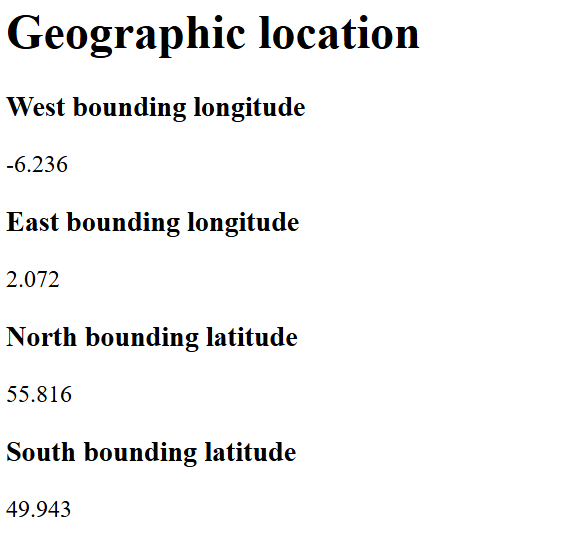 Geographic location
West bounding longitude
-6.236
East bounding longitude
2.072
North bounding latitude
55.816
South bounding latitude
49.943